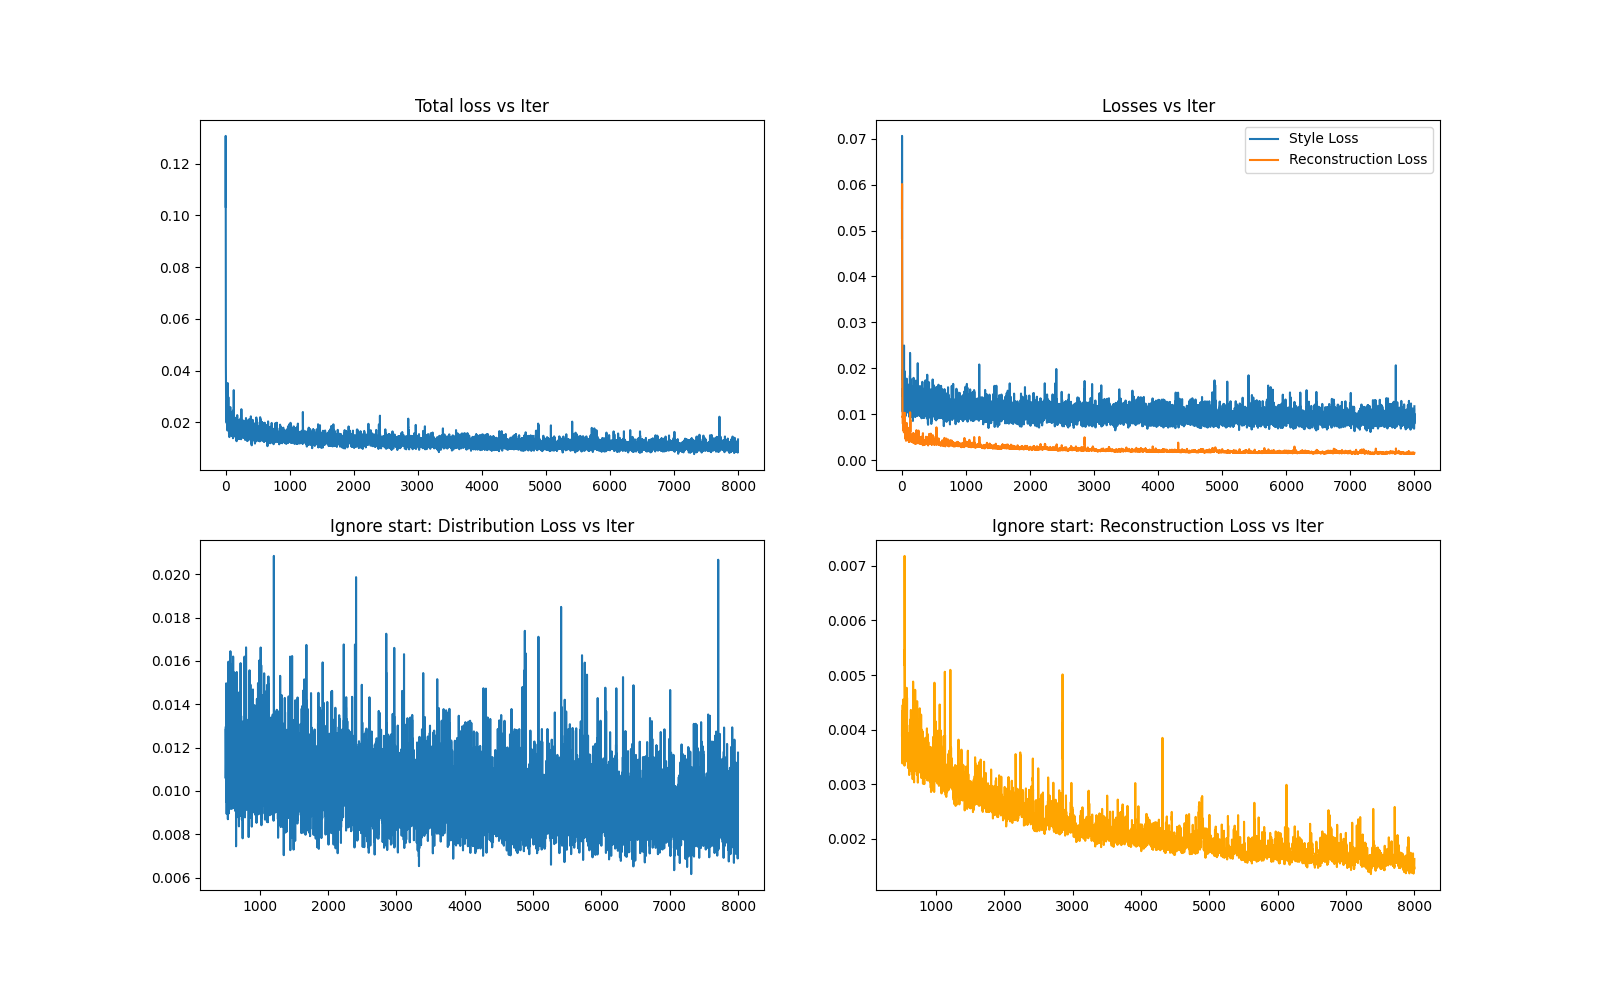 Total loss vs Iter
0.12
0.10
0.08
0.06
0.04
0.02
0 1000 2000 3000 4000 5000 6000 7000 8000
Losses vs Iter
Style Loss
Reconstruction Loss
0.07
0.06
0.05
0.04
0.03
0.02
0.01
0.00
0 1000 2000 3000 4000 5000 6000 7000 8000
Ignore start: Distribution Loss vs Iter
0.020
0.018
0.016
0.014
0.012
0.010
0.008
0.006
1000 2000 3000 4000 5000 6000 7000 8000
Ignore start: Reconstruction Loss vs Iter
0.007
0.006
0.005
0.004
0.003
0.002
1000 2000 3000 4000 5000 6000 7000 8000